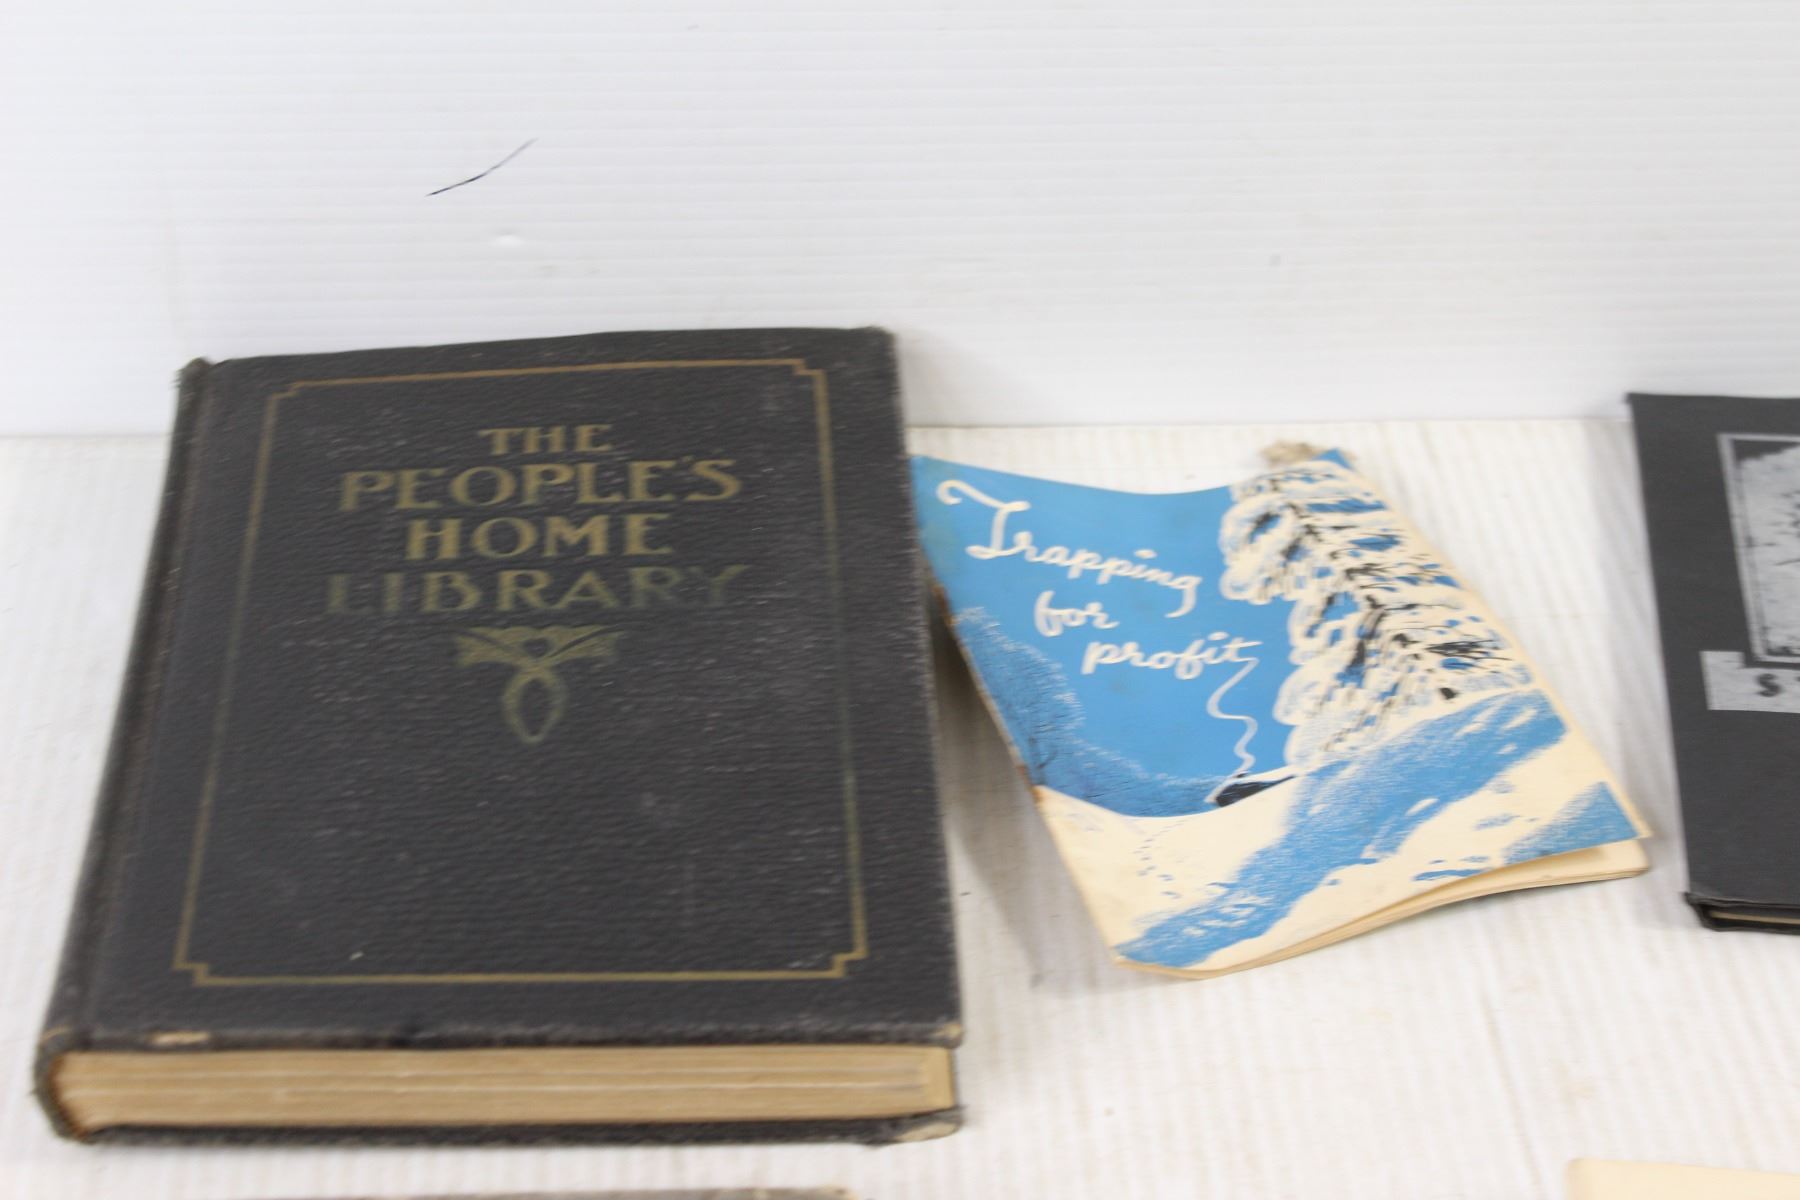 THE
PEOPLE'S
HOME
LIBRARY
Trapping
for
profit
S